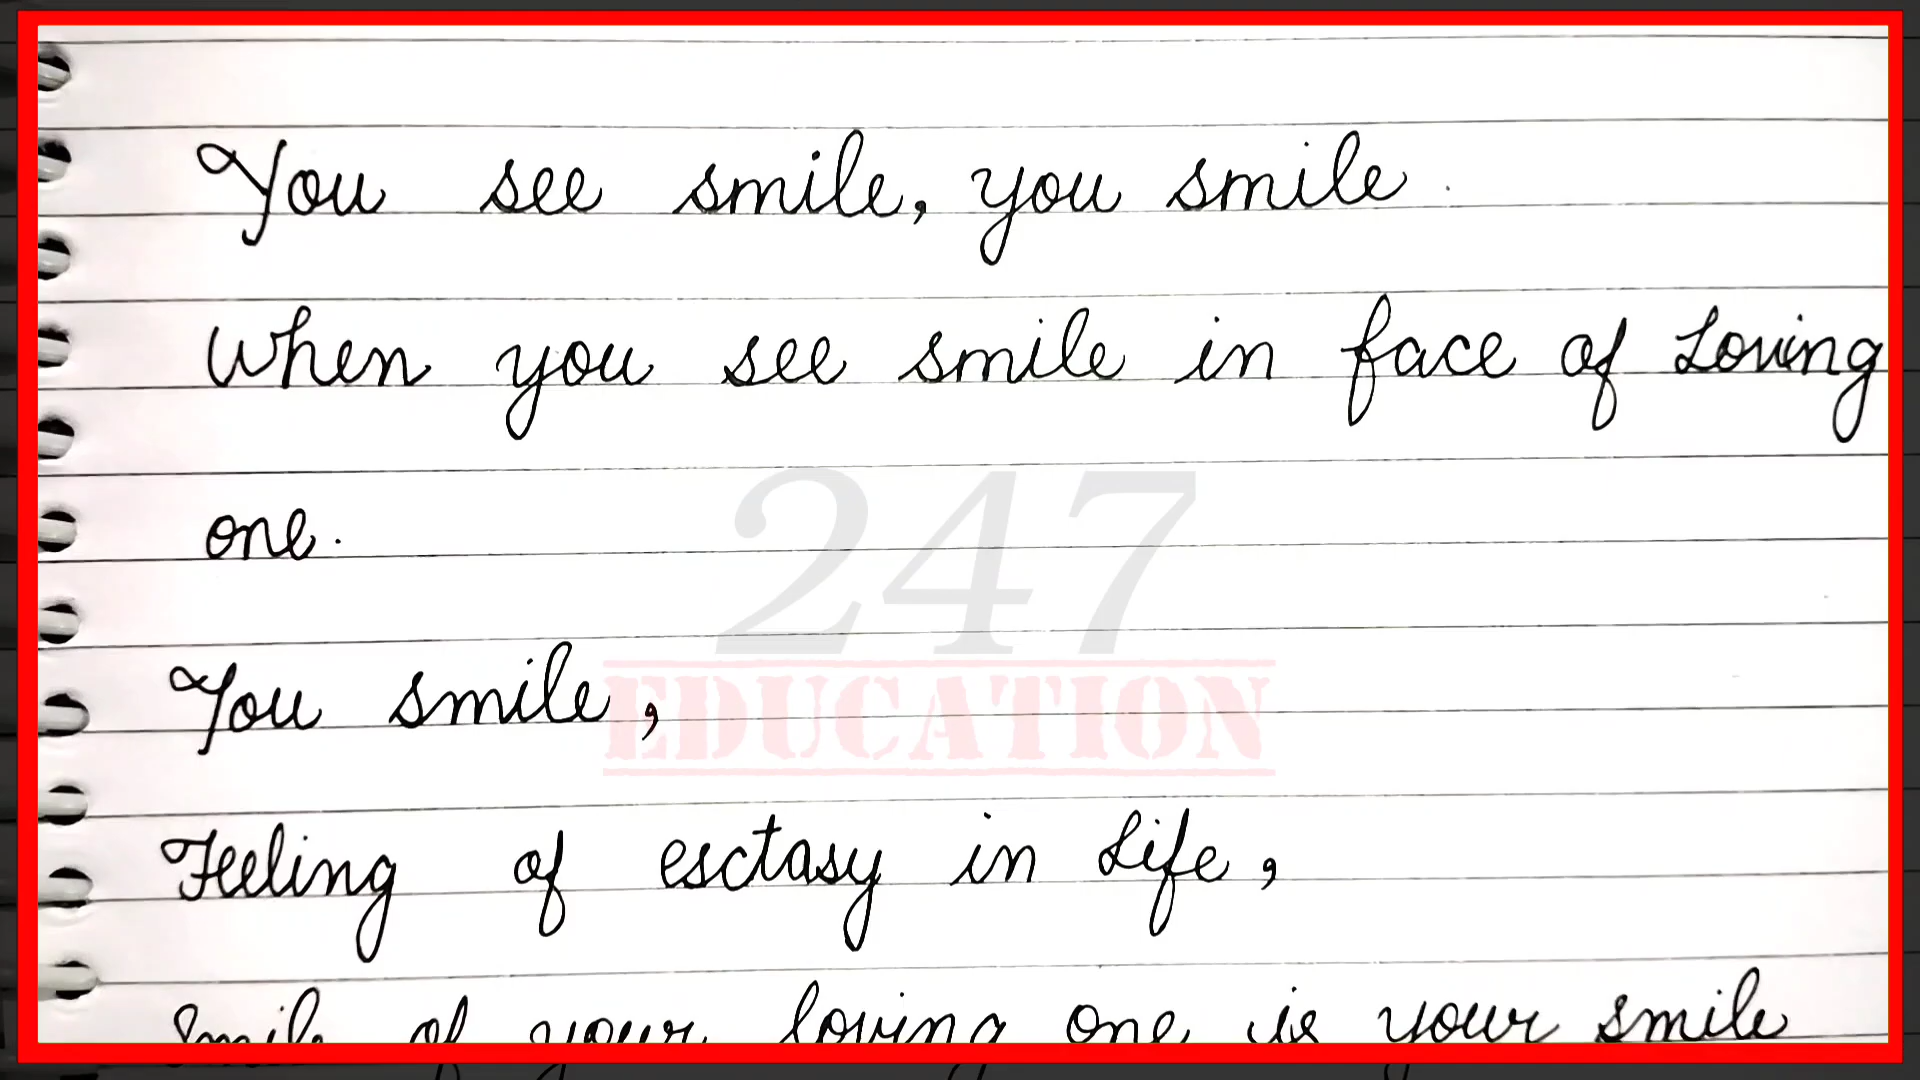 You see smile, you smile.
When you see smile in face of Loving
one.
247
You smile,
EDUCATION
Feeling of esctasy in Life,
Smile of your loving one is your smile